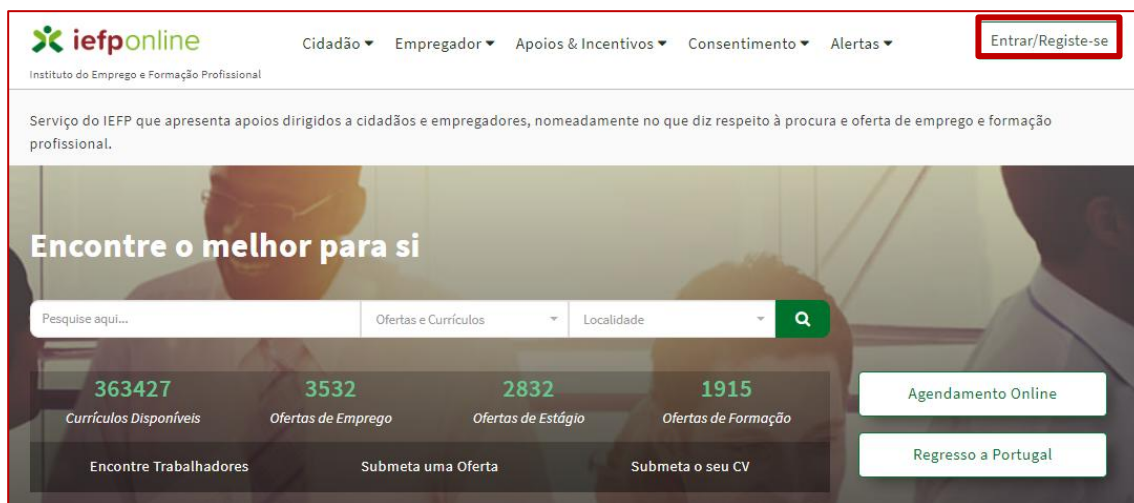 iefponline
Instituto do Emprego e Formação Profissional
Cidadão Empregador Apoios & Incentivos Consentimento Alertas
Entrar/Registe-se
Serviço do IEFP que apresenta apoios dirigidos a cidadãos e empregadores, nomeadamente no que diz respeito à procura e oferta de emprego e formação
profissional.
Encontre o melhor para si
Pesquise aqui... Ofertas e Currículos Localidade
363427 3532 2832 1915
Currículos Disponíveis Ofertas de Emprego Ofertas de Estágio Ofertas de Formação
Encontre Trabalhadores Submeta uma Oferta Submeta o seu CV
Agendamento Online
Regresso a Portugal